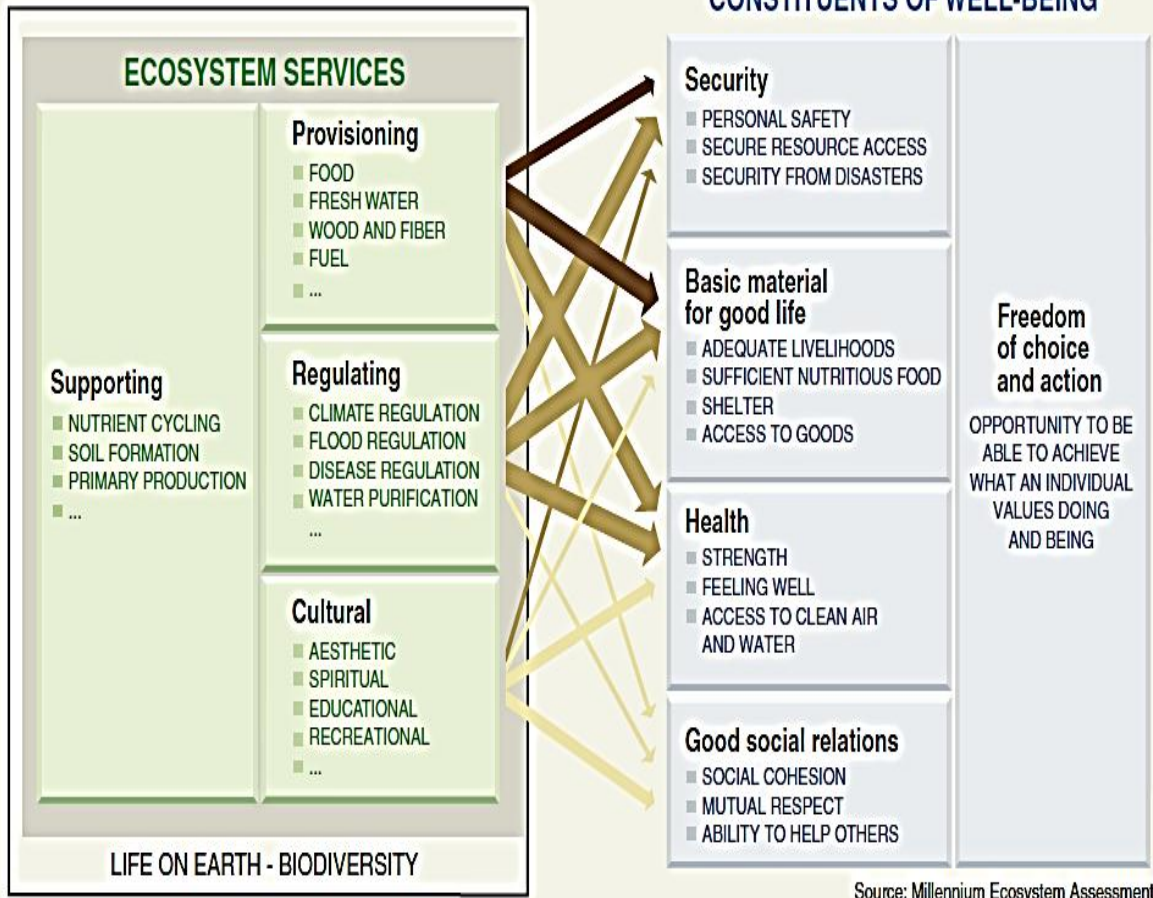 CONSTITUENTS OF WELL-BEING
ECOSYSTEM SERVICES
Supporting
NUTRIENT CYCLING
SOIL FORMATION
PRIMARY PRODUCTION
...
Provisioning
FOOD
FRESH WATER
WOOD AND FIBER
FUEL
...
Regulating
CLIMATE REGULATION
FLOOD REGULATION
DISEASE REGULATION
WATER PURIFICATION
...
Cultural
AESTHETIC
SPIRITUAL
EDUCATIONAL
RECREATIONAL
...
LIFE ON EARTH - BIODIVERSITY
Security
PERSONAL SAFETY
SECURE RESOURCE ACCESS
SECURITY FROM DISASTERS
Basic material
for good life
ADEQUATE LIVELIHOODS
SUFFICIENT NUTRITIOUS FOOD
SHELTER
ACCESS TO GOODS
Health
STRENGTH
FEELING WELL
ACCESS TO CLEAN AIR
AND WATER
Good social relations
SOCIAL COHESION
MUTUAL RESPECT
ABILITY TO HELP OTHERS
Freedom
of choice
and action
OPPORTUNITY TO BE
ABLE TO ACHIEVE
WHAT AN INDIVIDUAL
VALUES DOING
AND BEING
Source: Millennium Ecosystem Assessment